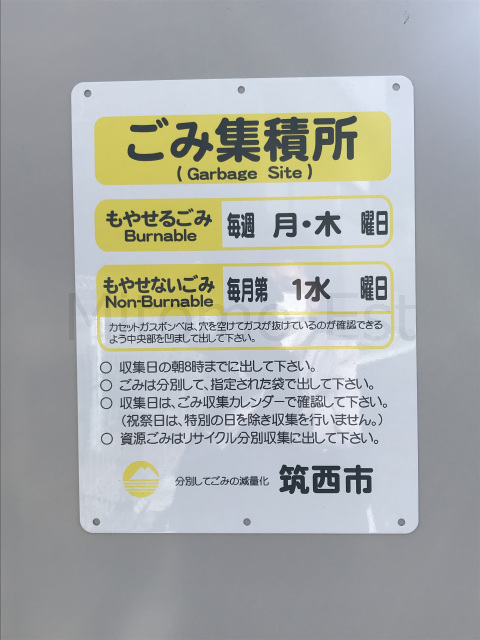 ごみ集積所
(Garbage Site)
もやせるごみ 毎週 月・木 曜日
Burnable
もやせないごみ 毎月第 1水 曜日
Non-Burnable
カセットガスボンベは、穴を空けてガスが抜けているのが確認できる
よう中央部を凹まして出して下さい。
○ 収集日の朝8時までに出して下さい。
○ ごみは分別して、指定された袋で出して下さい。
○ 収集日は、ごみ収集カレンダーで確認して下さい。
（祝祭日は、特別の日を除き収集を行いません。）
○ 資源ごみはリサイクル分別収集に出して下さい。
分別してごみの減量化 筑西市